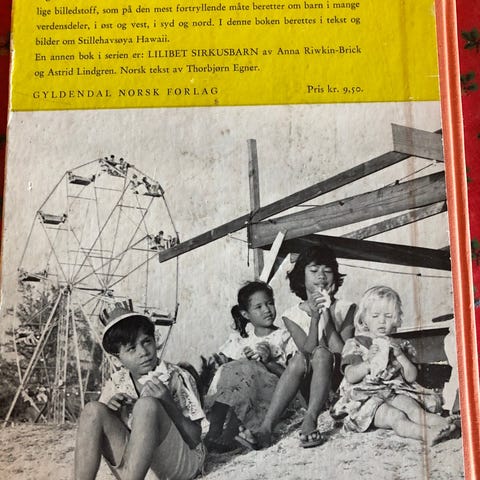 lige billedstoff, som på den mest fortryllende måte beretter om barn i mange
verdensdeler, i øst og vest, i syd og nord. I denne boken berettes i tekst og
bilder om Stillehavsøya Hawaii.
En annen bok i serien er: LILIBET SIRKUSBARN av Anna Riwkin-Brick
og Astrid Lindgren. Norsk tekst av Thorbjørn Egner.
GYLDENDAL NORSK FORLAG Pris kr. 9,50.